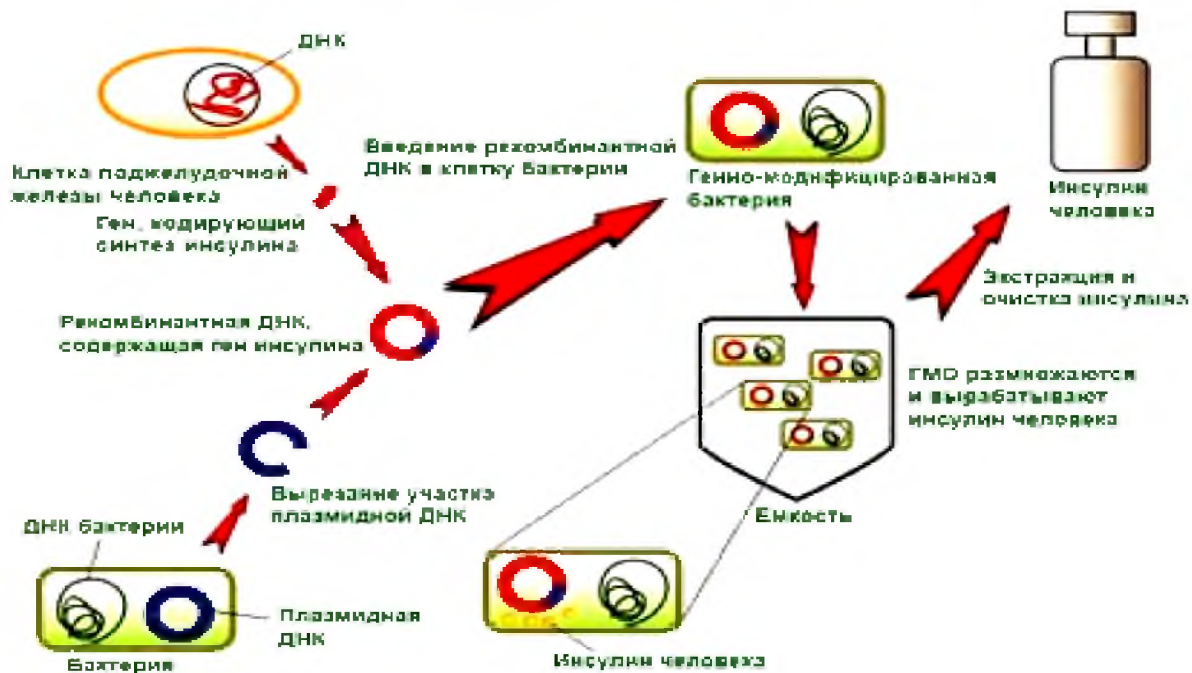 ДНК
Клетка паджелудочной
железы человека
Ген, кодирующий
синтез инсулина
Введение рекомбинантной
ДНК в клетку бактерии
Генно-модифицированная
бактерия
Инсулин
человека
Рекомбинантная ДНК,
содержащая ген инсулина
Экстракция и
очистка инсулина
ГМО размножаются
и вырабатывают
инсулин человека
Вырезание участка
плазмидной ДНК
Емкость
ДНК бактерии
Плазмидная
ДНК
Бактерия
Инсулин человека